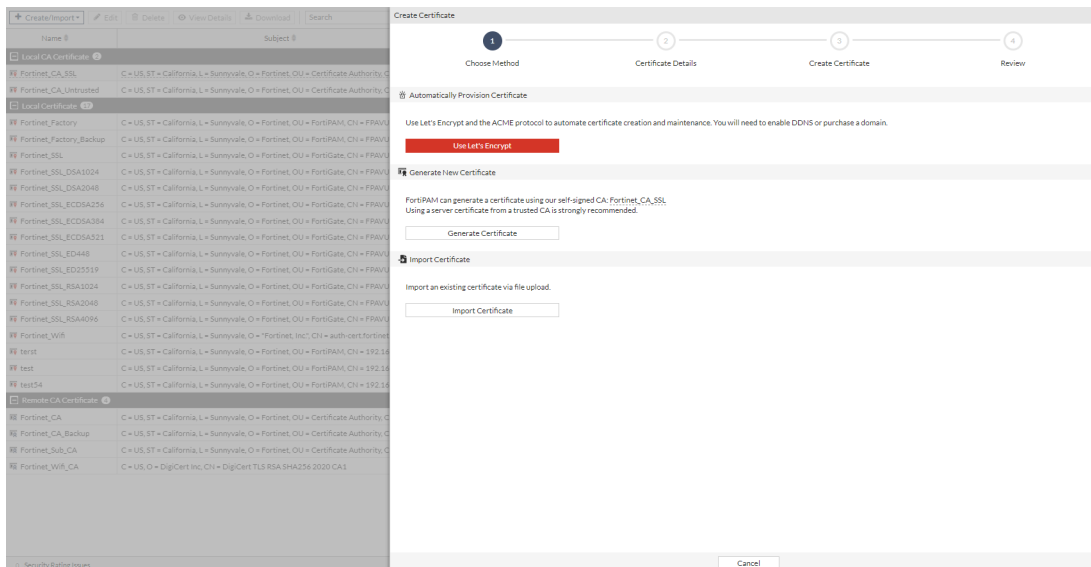 Create/Import Edit Delete View Details Download Search
Name Subject
Local CA Certificate 2
Fortinet_CA_SSL C = US, ST = California, L = Sunnyvale, O = Fortinet, OU = Certificate Authority, C
Fortinet_CA_Untrusted C = US, ST = California, L = Sunnyvale, O = Fortinet, OU = Certificate Authority, C
Local Certificate 17
Fortinet_Factory C = US, ST = California, L = Sunnyvale, O = Fortinet, OU = FortiPAM, CN = FPAVU
Fortinet_Factory_Backup C = US, ST = California, L = Sunnyvale, O = Fortinet, OU = FortiPAM, CN = FPAVU
Fortinet_SSL C = US, ST = California, L = Sunnyvale, O = Fortinet, OU = FortiGate, CN = FPAVU
Fortinet_SSL_DSA1024 C = US, ST = California, L = Sunnyvale, O = Fortinet, OU = FortiGate, CN = FPAVU
Fortinet_SSL_DSA2048 C = US, ST = California, L = Sunnyvale, O = Fortinet, OU = FortiGate, CN = FPAVU
Fortinet_SSL_ECDSA256 C = US, ST = California, L = Sunnyvale, O = Fortinet, OU = FortiGate, CN = FPAVU
Fortinet_SSL_ECDSA384 C = US, ST = California, L = Sunnyvale, O = Fortinet, OU = FortiGate, CN = FPAVU
Fortinet_SSL_ECDSA521 C = US, ST = California, L = Sunnyvale, O = Fortinet, OU = FortiGate, CN = FPAVU
Fortinet_SSL_ED448 C = US, ST = California, L = Sunnyvale, O = Fortinet, OU = FortiGate, CN = FPAVU
Fortinet_SSL_ED25519 C = US, ST = California, L = Sunnyvale, O = Fortinet, OU = FortiGate, CN = FPAVU
Fortinet_SSL_RSA1024 C = US, ST = California, L = Sunnyvale, O = Fortinet, OU = FortiGate, CN = FPAVU
Fortinet_SSL_RSA2048 C = US, ST = California, L = Sunnyvale, O = Fortinet, OU = FortiGate, CN = FPAVU
Fortinet_SSL_RSA4096 C = US, ST = California, L = Sunnyvale, O = Fortinet, OU = FortiGate, CN = FPAVU
Fortinet_Wifi C = US, ST = California, L = Sunnyvale, O = "Fortinet, Inc.", CN = auth-cert.fortinet
terst C = US, ST = California, L = Sunnyvale, O = Fortinet, OU = FortiPAM, CN = 192.16
test C = US, ST = California, L = Sunnyvale, O = Fortinet, OU = FortiPAM, CN = 192.16
test54 C = US, ST = California, L = Sunnyvale, O = Fortinet, OU = FortiPAM, CN = 192.16
Remote CA Certificate 4
Fortinet_CA C = US, ST = California, L = Sunnyvale, O = Fortinet, OU = Certificate Authority, C
Fortinet_CA_Backup C = US, ST = California, L = Sunnyvale, O = Fortinet, OU = Certificate Authority, C
Fortinet_Sub_CA C = US, ST = California, L = Sunnyvale, O = Fortinet, OU = Certificate Authority, C
Fortinet_Wifi_CA C = US, O = DigiCert Inc, CN = DigiCert TLS RSA SHA256 2020 CA1
Security Rating Issues
Create Certificate
1 2 3 4
Choose Method Certificate Details Create Certificate Review
Automatically Provision Certificate
Use Let's Encrypt and the ACME protocol to automate certificate creation and maintenance. You will need to enable DDNS or purchase a domain.
Use Let's Encrypt
Generate New Certificate
FortiPAM can generate a certificate using our self-signed CA: Fortinet_CA_SSL
Using a server certificate from a trusted CA is strongly recommended.
Generate Certificate
Import Certificate
Import an existing certificate via file upload.
Import Certificate
Cancel